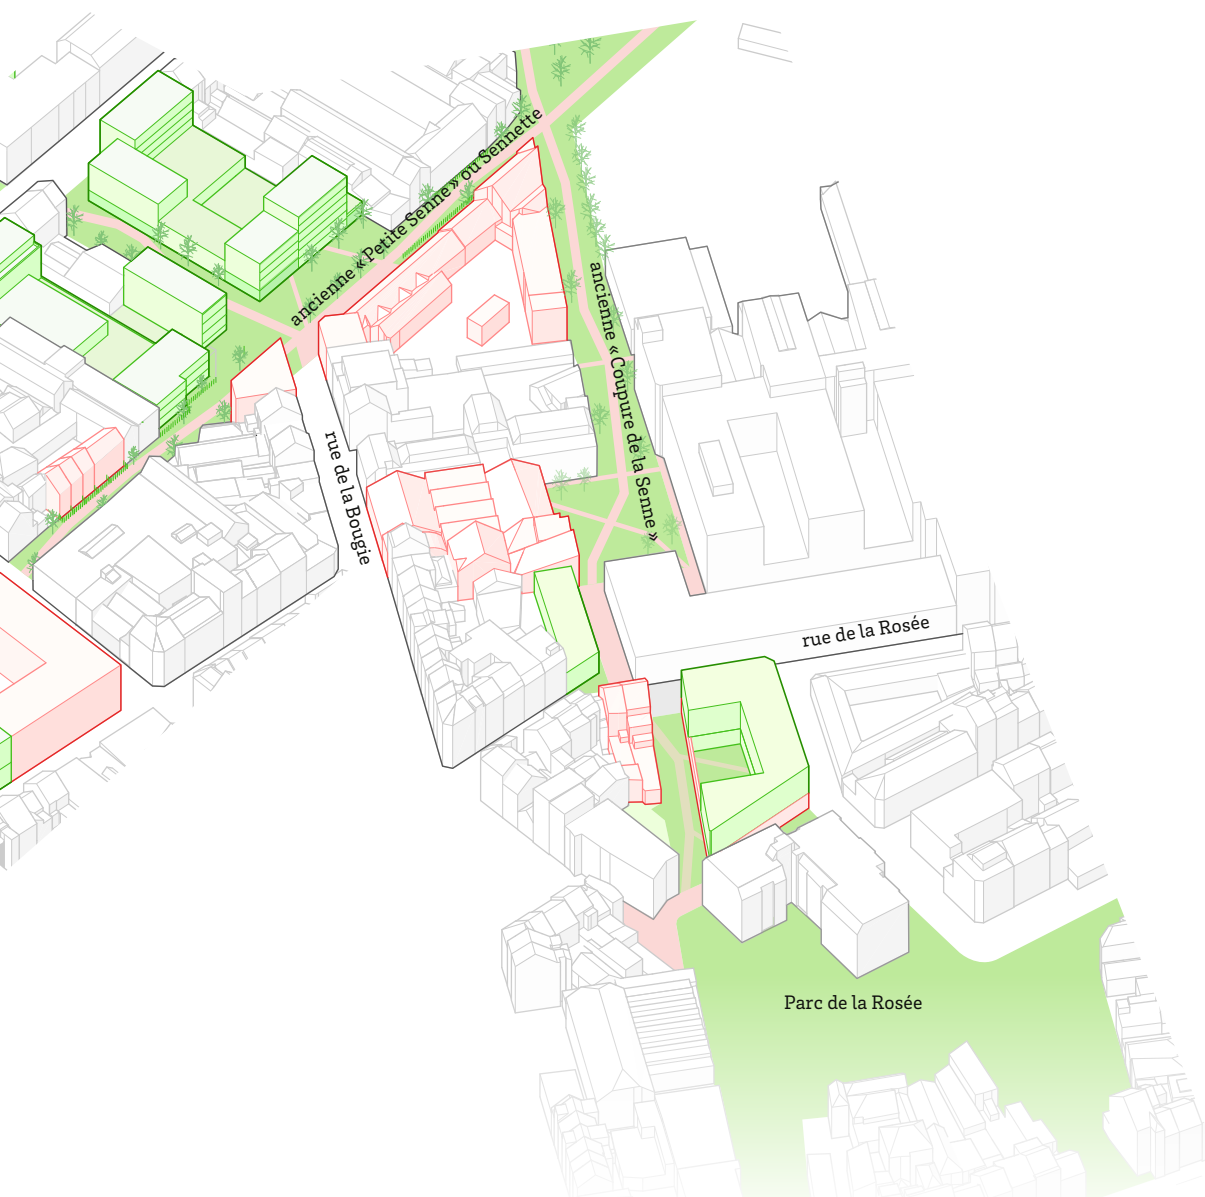 ancienne « Petite Senne » ou Sennette
ancienne « Coupure de la Senne »
rue de la Bougie
rue de la Rosée
Parc de la Rosée